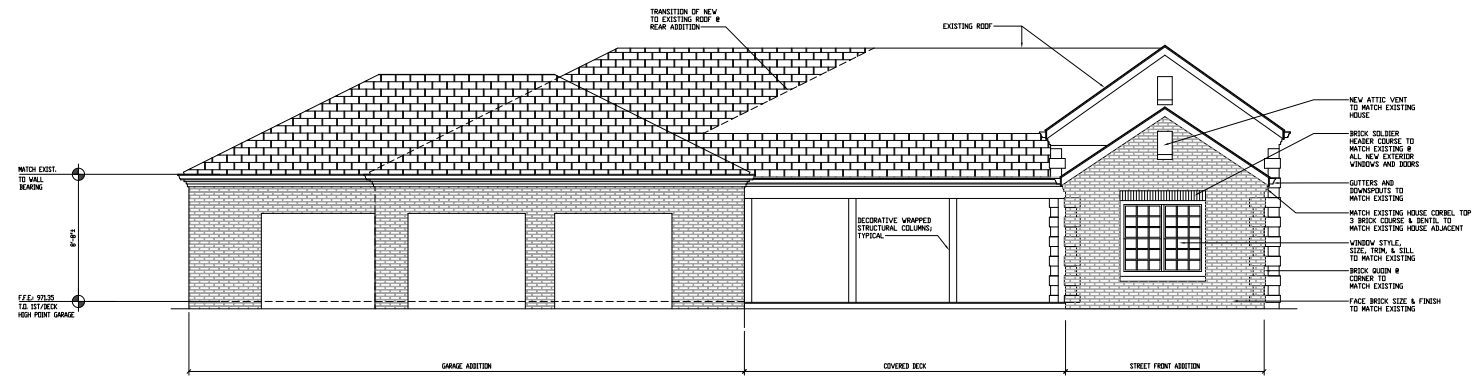 TRANSITION OF NEW
TO EXISTING ROOF @
REAR ADDITION
EXISTING ROOF
NEW ATTIC VENT
TO MATCH EXISTING
HOUSE
BRICK SOLDIER
HEADER COURSE TO
MATCH EXISTING @
ALL NEW EXTERIOR
WINDOWS AND DOORS
MATCH EXIST.
TO WALL
BEARING
GUTTERS AND
DOWNSPOUTS TO
MATCH EXISTING
MATCH EXISTING HOUSE CORBEL TOP
3 BRICK COURSE & DENTIL TO
MATCH EXISTING HOUSE ADJACENT
DECORATIVE WRAPPED
STRUCTURAL COLUMNS;
TYPICAL
8'-8"±
WINDOW STYLE,
SIZE, TRIM, & SILL
TO MATCH EXISTING
BRICK QUOIN @
CORNER TO
MATCH EXISTING
F.F.E.: 971.35
T.O. 1ST/DECK
HIGH POINT GARAGE
FACE BRICK SIZE & FINISH
TO MATCH EXISTING
GARAGE ADDITION
COVERED DECK
STREET FRONT ADDITION